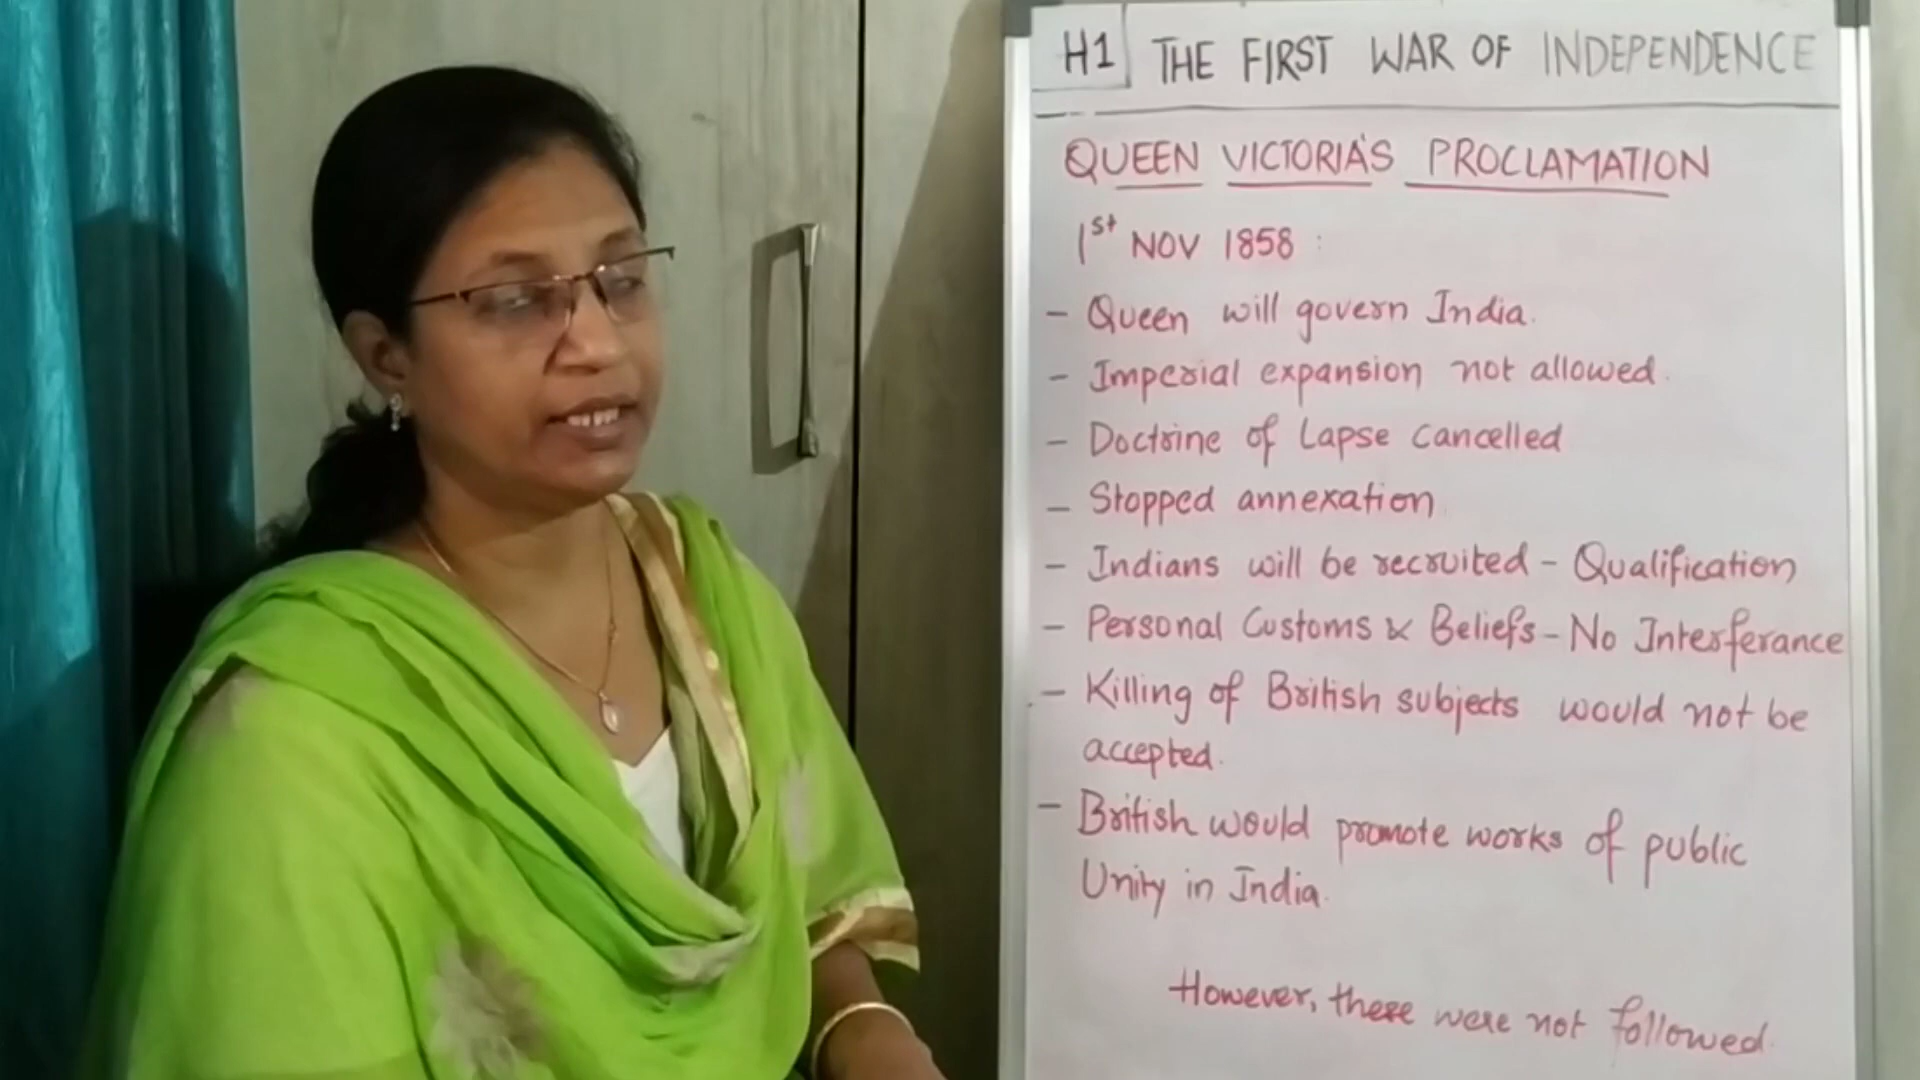 H1 THE FIRST WAR OF INDEPENDENCE
QUEEN VICTORIA'S PROCLAMATION
1st NOV 1858 :
- Queen will govern India.
- Imperial expansion not allowed.
- Doctrine of Lapse Cancelled
- Stopped annexation
- Indians will be recruited - Qualification
- Personal Customs & Beliefs - No Interferance
- Killing of British subjects would not be
accepted.
- British would promote works of public
Unity in India.
However, these were not followed.